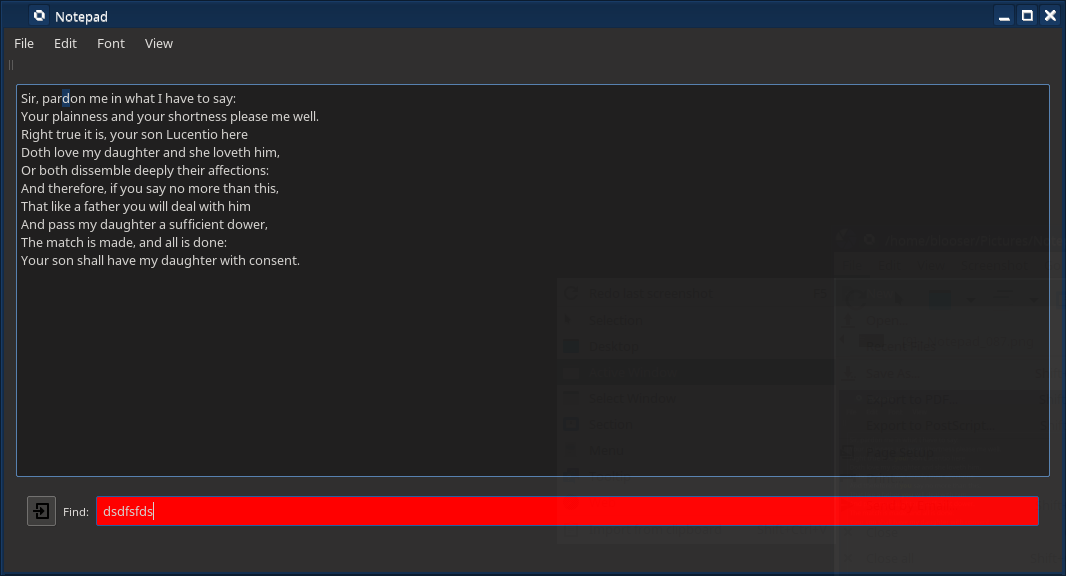 Notepad
File Edit Font View
Sir, pardon me in what I have to say:
Your plainness and your shortness please me well.
Right true it is, your son Lucentio here
Doth love my daughter and she loveth him,
Or both dissemble deeply their affections:
And therefore, if you say no more than this,
That like a father you will deal with him
And pass my daughter a sufficient dower,
The match is made, and all is done:
Your son shall have my daughter with consent.
Find: dsdfsfds